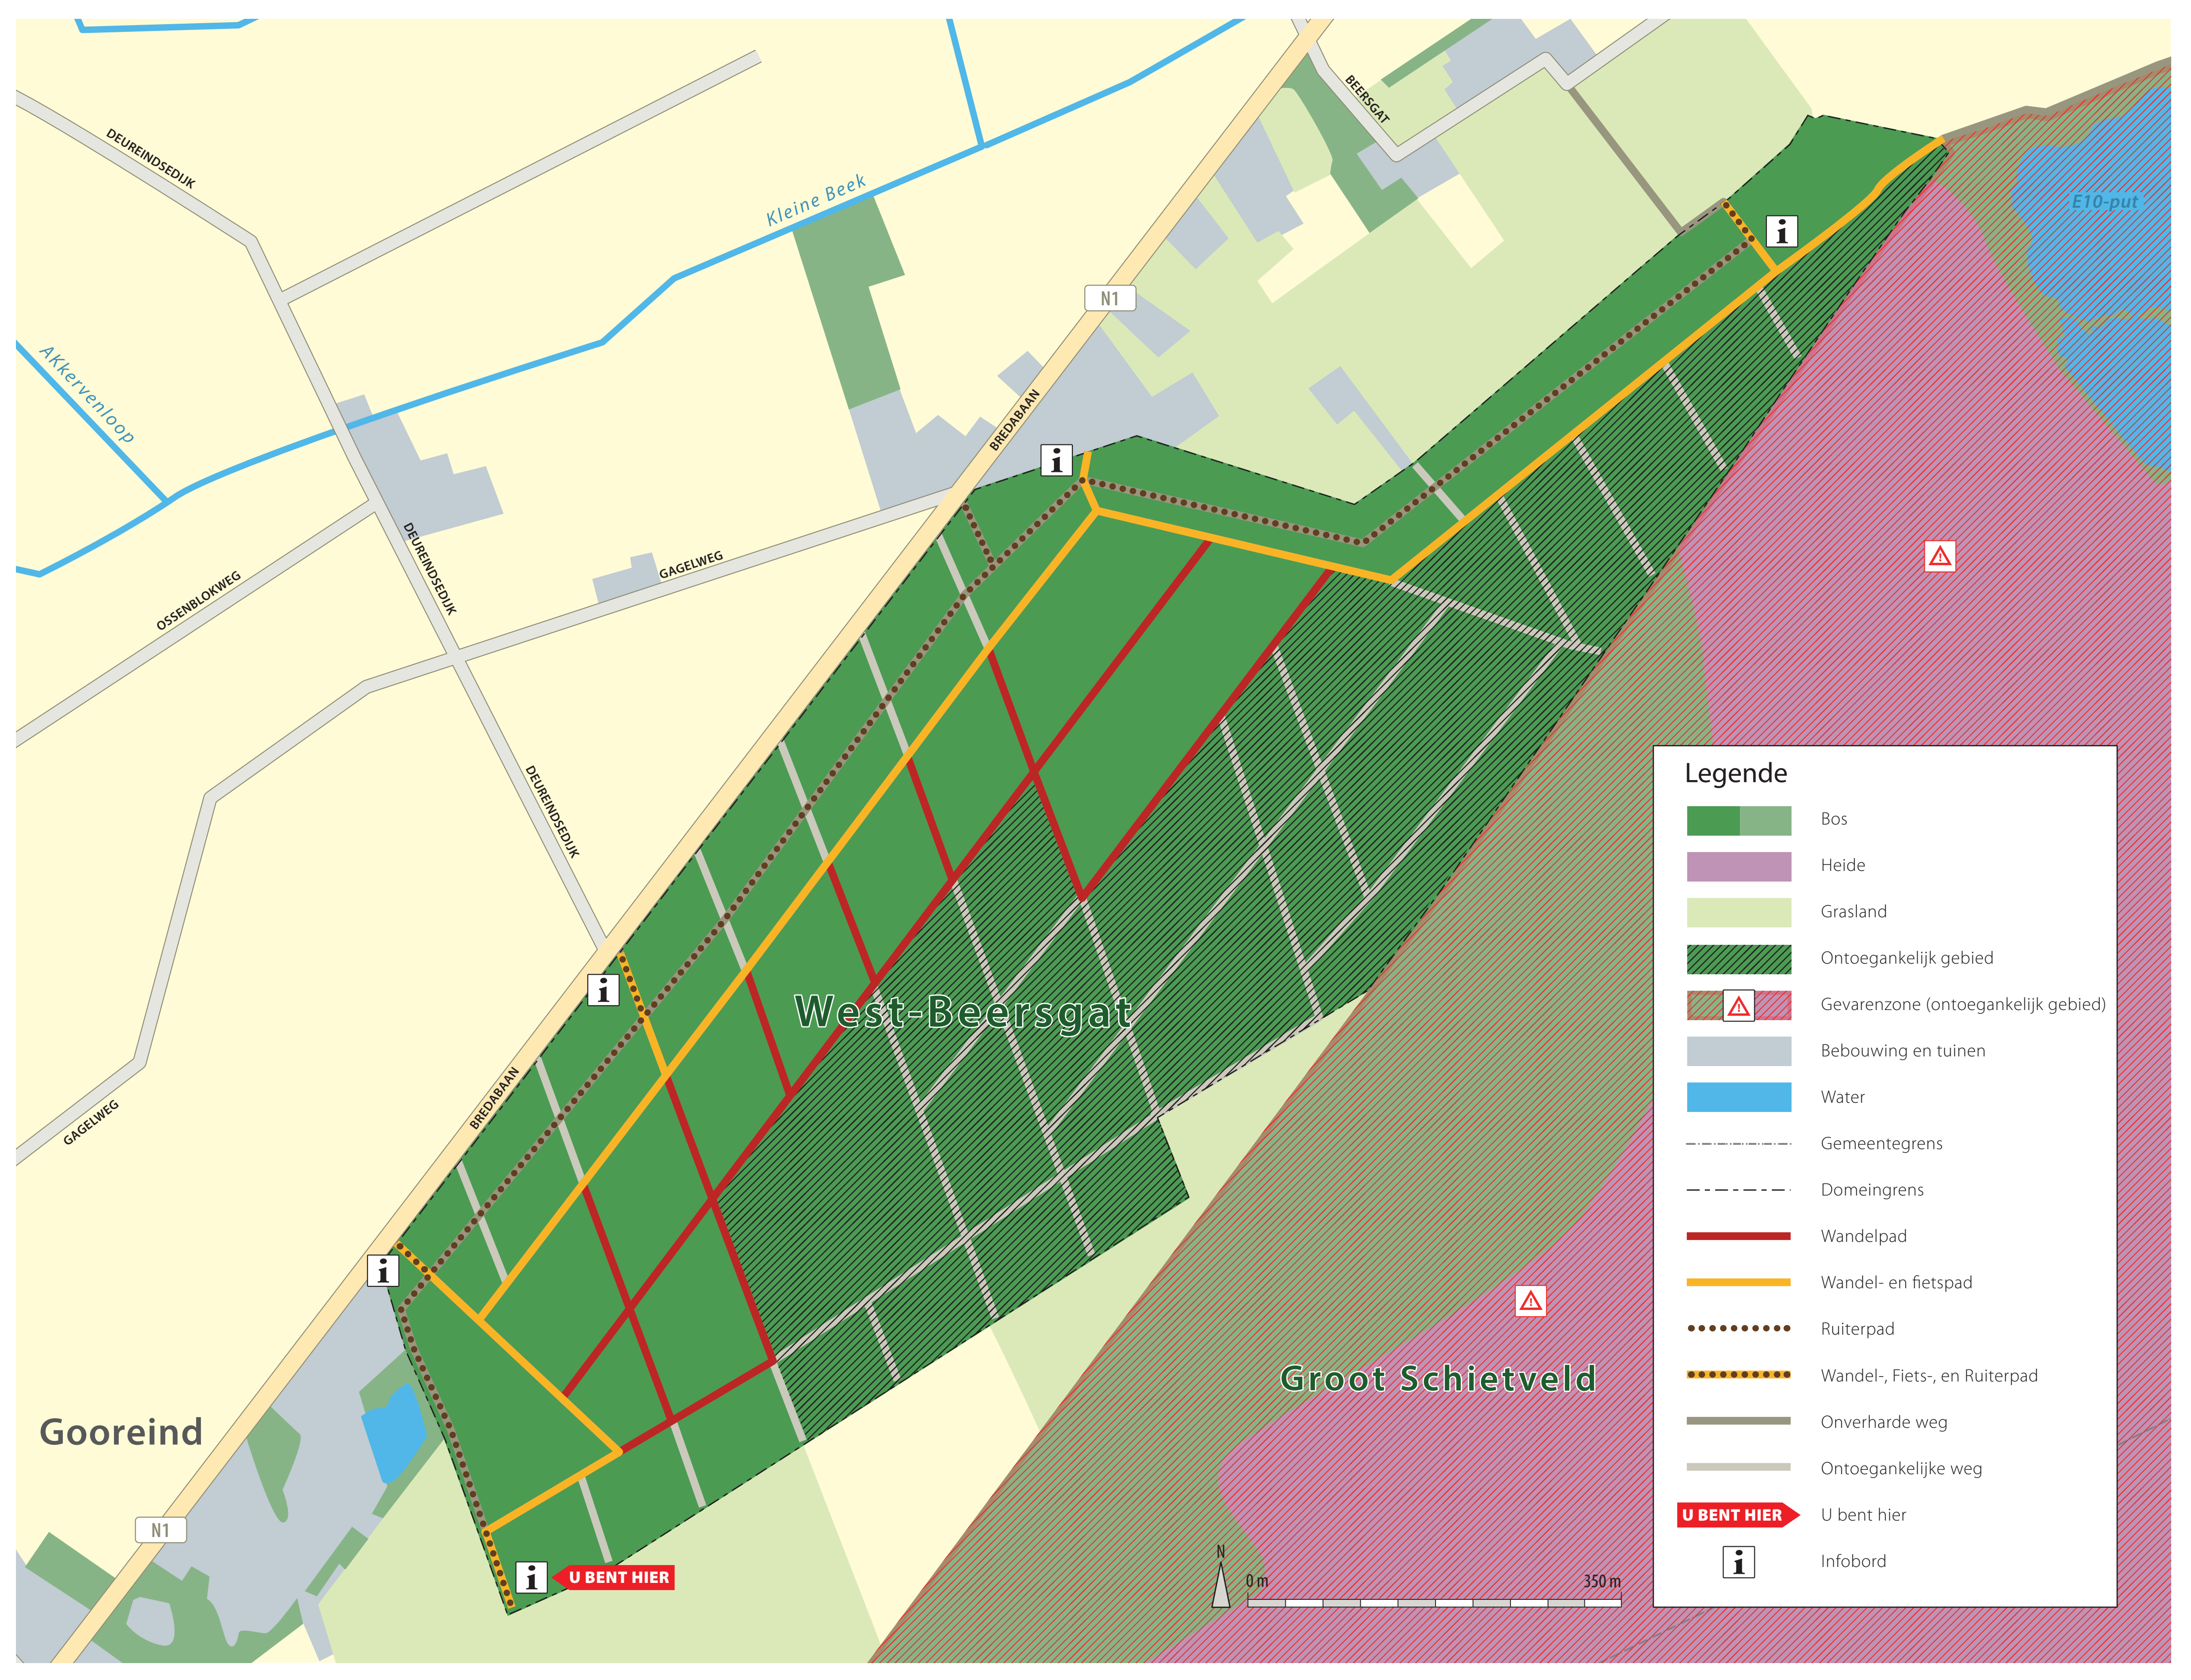 BEERSGAT
DEUREINDSEDIJK
Kleine Beek
E10-put
N1
AKkervenloop
BREDABAAN
DEUREINDSEDIJK
GAGELWEG
OSSENBLOKWEG
DEUREINDSEDIJK
West-Beersgat
BREDABAAN
GAGELWEG
Groot Schietveld
Gooreind
N1
U BENT HIER
N
0 m
350 m
Legende
Bos
Heide
Grasland
Ontoegankelijk gebied
Gevarenzone (ontoegankelijk gebied)
Bebouwing en tuinen
Water
Gemeentegrens
Domeingrens
Wandelpad
Wandel- en fietspad
Ruiterpad
Wandel-, Fiets-, en Ruiterpad
Onverharde weg
Ontoegankelijke weg
U BENT HIER U bent hier
i Infobord